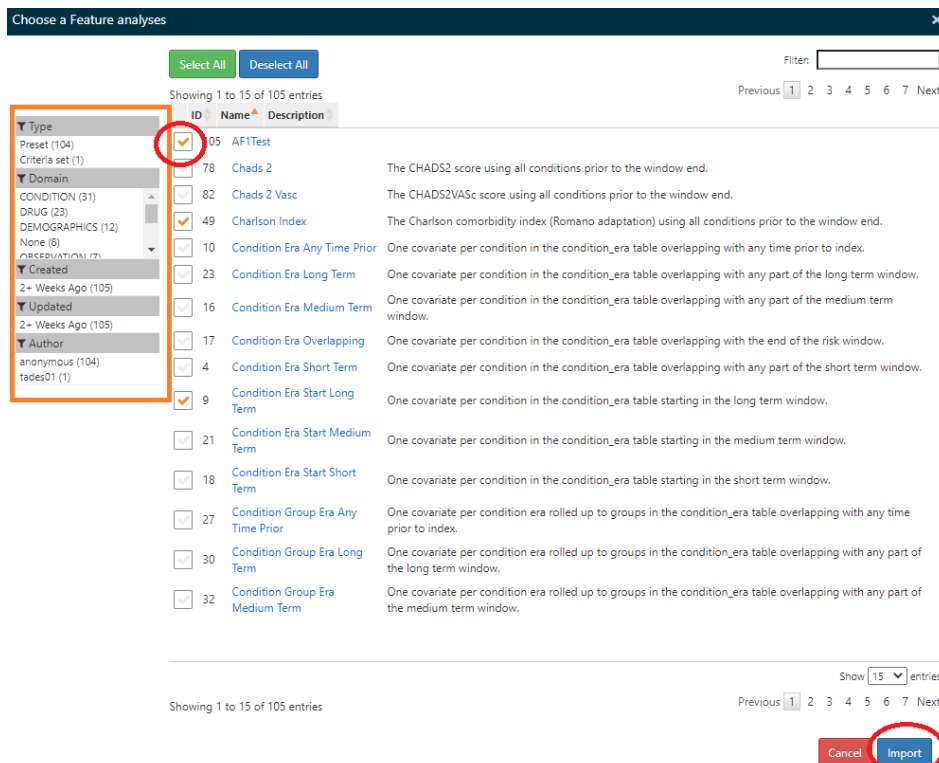 Choose a Feature analyses ×
Select All Deselect All
Filter:
Showing 1 to 15 of 105 entries
Previous 1 2 3 4 5 6 7 Next
ID Name Description
Type
Preset (104)
Criteria set (1)
Domain
CONDITION (31)
DRUG (23)
DEMOGRAPHICS (12)
None (8)
OBSERVATION (7)
Created
2+ Weeks Ago (105)
Updated
2+ Weeks Ago (105)
Author
anonymous (104)
tades01 (1)
105 AF1Test
78 Chads 2 The CHADS2 score using all conditions prior to the window end.
82 Chads 2 Vasc The CHADS2VASc score using all conditions prior to the window end.
49 Charlson Index The Charlson comorbidity index (Romano adaptation) using all conditions prior to the window end.
10 Condition Era Any Time Prior One covariate per condition in the condition_era table overlapping with any time prior to index.
23 Condition Era Long Term One covariate per condition in the condition_era table overlapping with any part of the long term window.
16 Condition Era Medium Term One covariate per condition in the condition_era table overlapping with any part of the medium term
window.
17 Condition Era Overlapping One covariate per condition in the condition_era table overlapping with the end of the risk window.
4 Condition Era Short Term One covariate per condition in the condition_era table overlapping with any part of the short term window.
9 Condition Era Start Long
Term
One covariate per condition in the condition_era table starting in the long term window.
21 Condition Era Start Medium
Term
One covariate per condition in the condition_era table starting in the medium term window.
18 Condition Era Start Short
Term
One covariate per condition in the condition_era table starting in the short term window.
27 Condition Group Era Any
Time Prior
One covariate per condition era rolled up to groups in the condition_era table overlapping with any time
prior to index.
30 Condition Group Era Long
Term
One covariate per condition era rolled up to groups in the condition_era table overlapping with any part of
the long term window.
32 Condition Group Era
Medium Term
One covariate per condition era rolled up to groups in the condition_era table overlapping with any part of
the medium term window.
Show 15 entries
Showing 1 to 15 of 105 entries
Previous 1 2 3 4 5 6 7 Next
Cancel Import